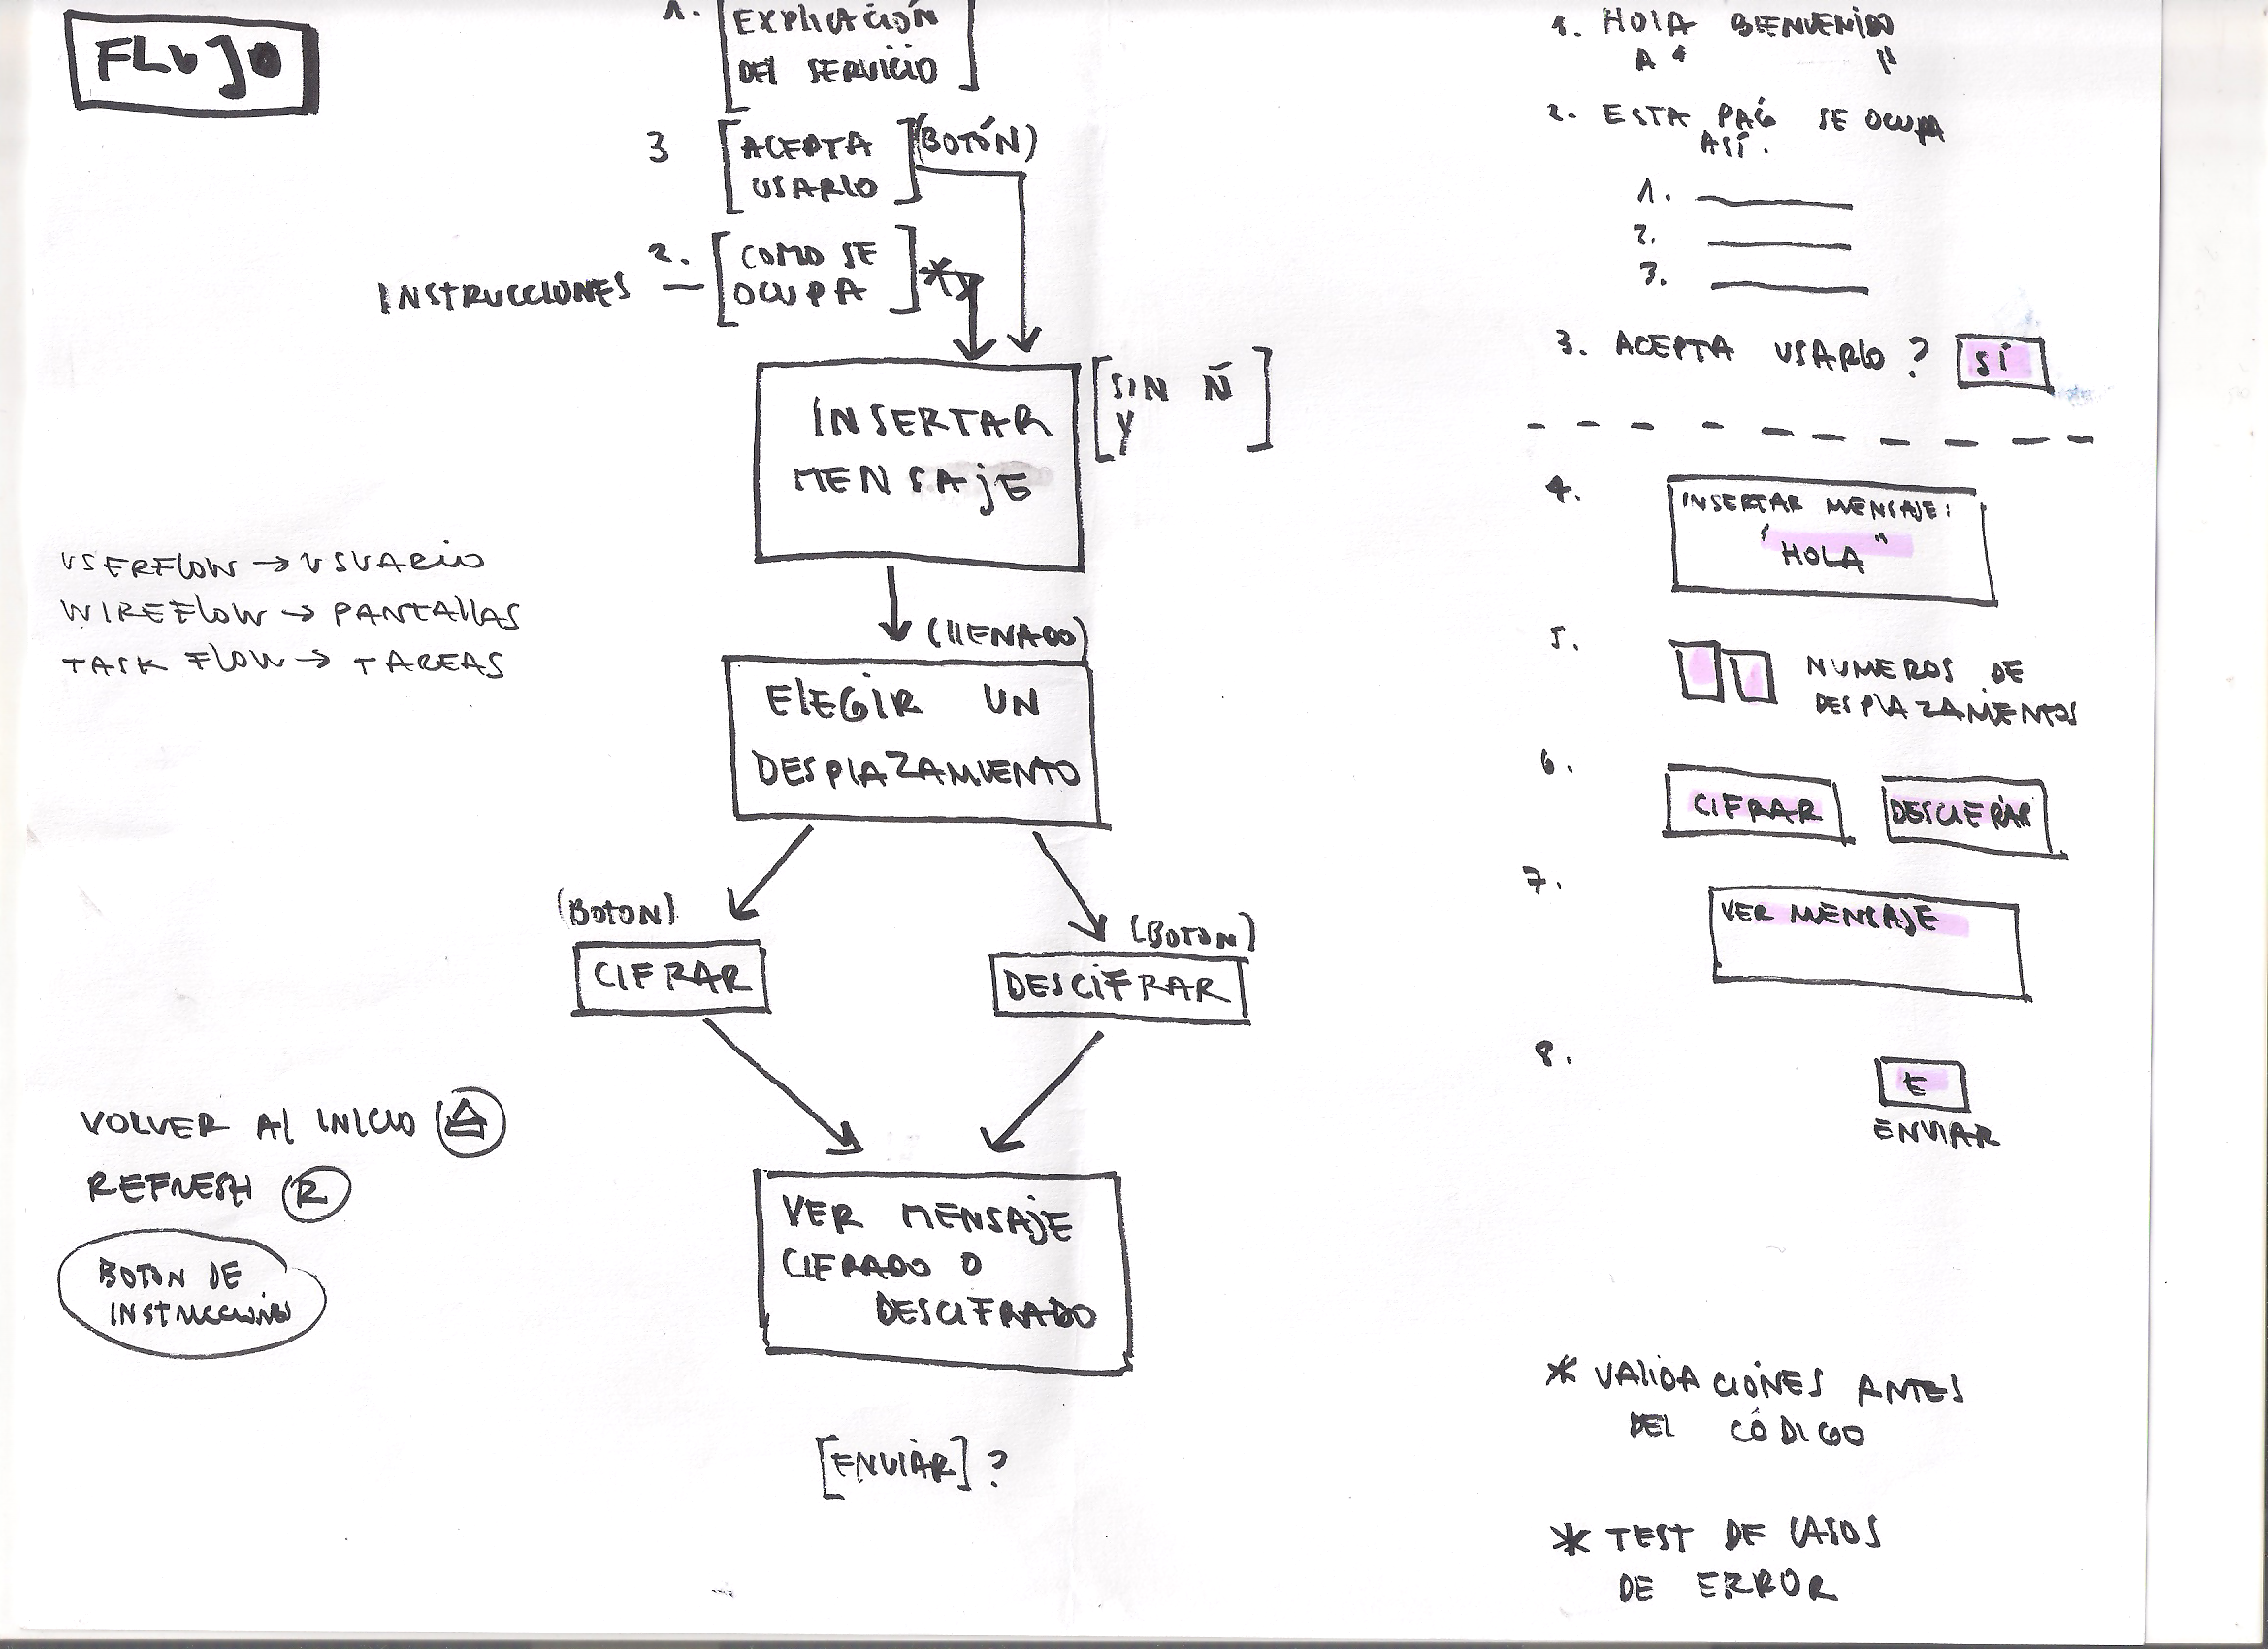 FLUJO
1. [EXPLICACIÓN
DEL SERVICIO]
3 [ACEPTA
USARLO] (BOTÓN)
2. [COMO SE
OCUPA] *
INSTRUCCIONES —
INSERTAR
MENSAJE
[SIN Ñ
Y]
(LLENADO)
ELEGIR UN
DESPLAZAMIENTO
(BOTON)
CIFRAR
(BOTON)
DESCIFRAR
VER MENSAJE
CIFRADO O
DESCIFRADO
[ENVIAR] ?
USERFLOW → USUARIO
WIREFLOW → PANTALLAS
TASK FLOW → TAREAS
VOLVER AL INICIO
REFRESH R
BOTON DE
INSTRUCCIONES
1. HOLA BIENVENIDO
A " "
2. ESTA PAG SE OCUPA
ASÍ.
1.
2.
3.
3. ACEPTA USARLO ? SÍ
4. INSERTAR MENSAJE:
"HOLA"
5. NUMEROS DE
DESPLAZAMIENTOS
6. CIFRAR DESCIFRAR
7. VER MENSAJE
8. E
ENVIAR
* VALIDACIONES ANTES
DEL CÓDIGO
* TEST DE CASOS
DE ERROR